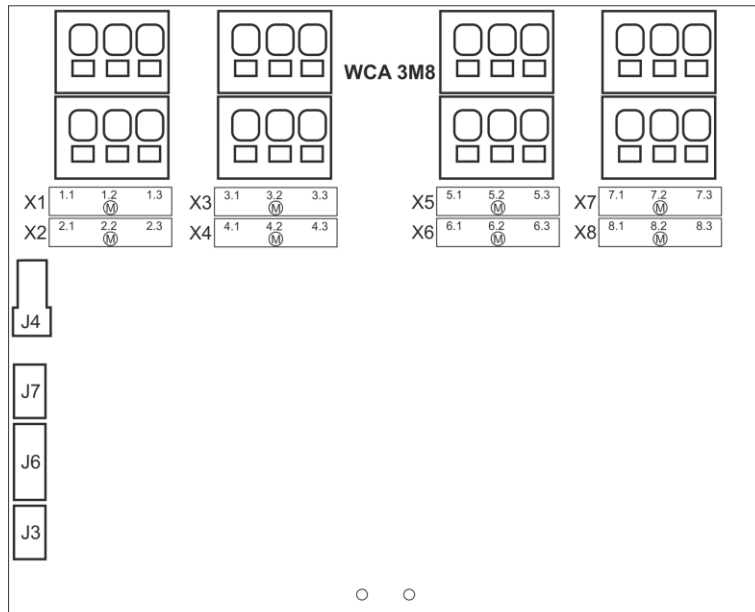 WCA 3M8
X1 1.1 1.2 1.3 X3 3.1 3.2 3.3 X5 5.1 5.2 5.3 X7 7.1 7.2 7.3
M M M M
X2 2.1 2.2 2.3 X4 4.1 4.2 4.3 X6 6.1 6.2 6.3 X8 8.1 8.2 8.3
M M M M
J4
J7
J6
J3